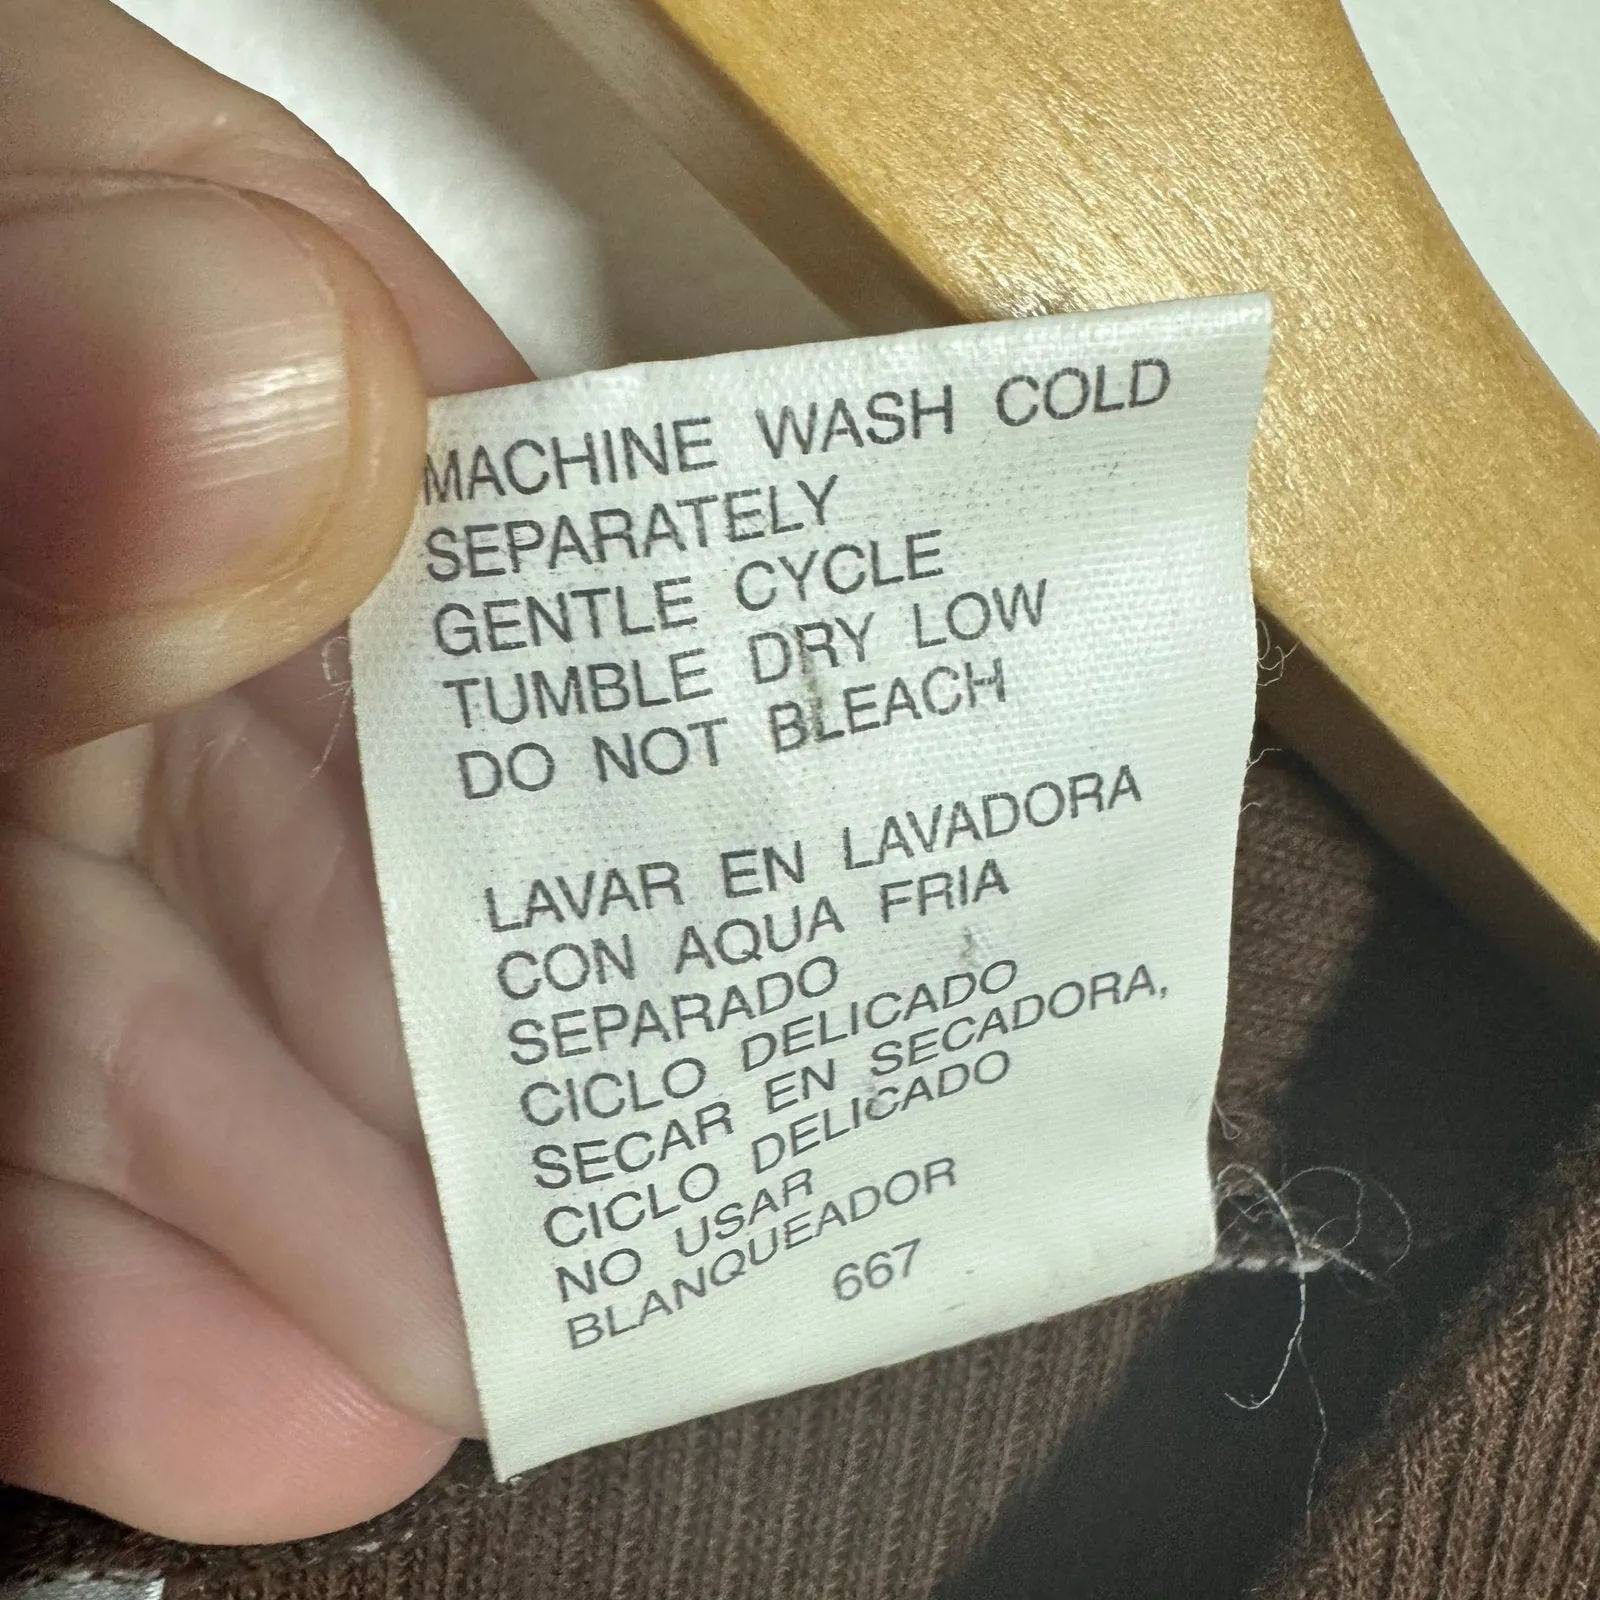 MACHINE WASH COLD
SEPARATELY
GENTLE CYCLE
TUMBLE DRY LOW
DO NOT BLEACH
LAVAR EN LAVADORA
CON AQUA FRIA
SEPARADO
CICLO DELICADO
SECAR EN SECADORA,
CICLO DELICADO
NO USAR
BLANQUEADOR
667